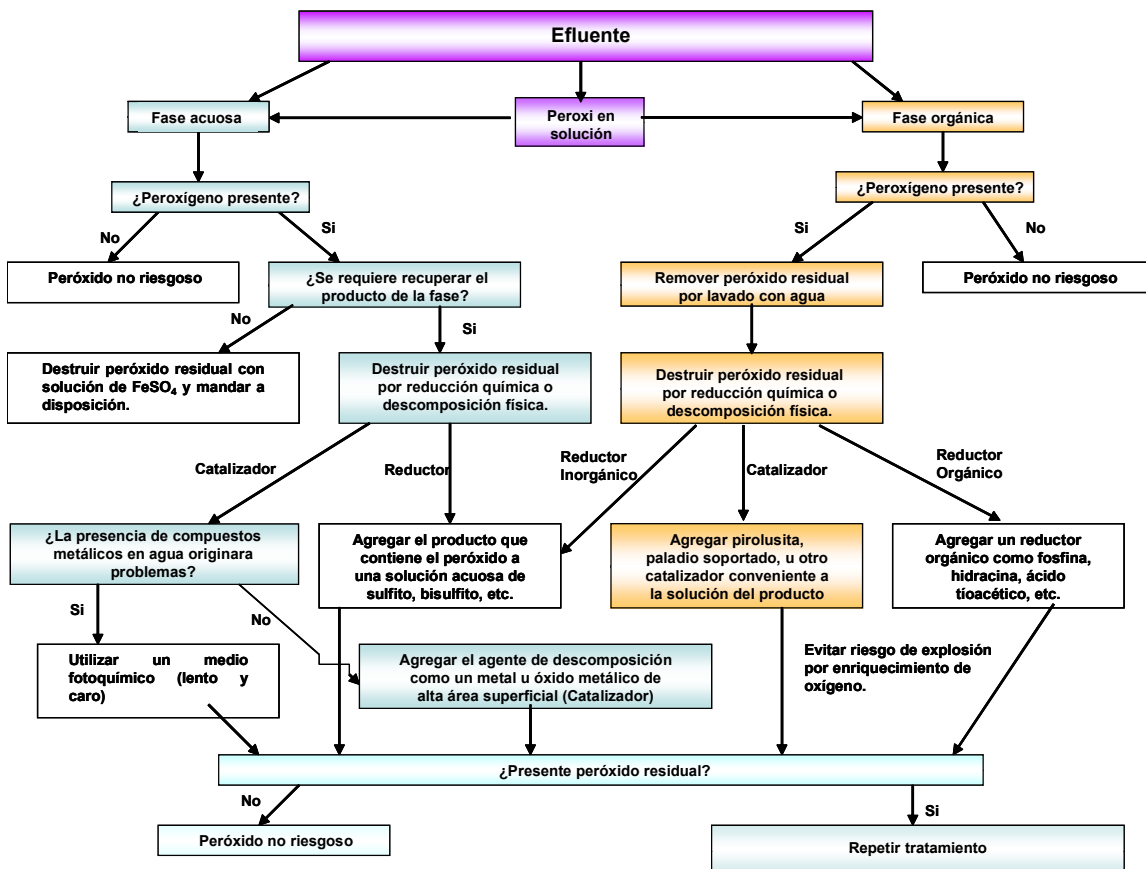 Efluente
Fase acuosa
Peroxi en
solución
Fase orgánica
¿Peroxígeno presente?
¿Peroxígeno presente?
No
Si
Si
No
Peróxido no riesgoso
¿Se requiere recuperar el
producto de la fase?
Remover peróxido residual
por lavado con agua
Peróxido no riesgoso
No
Si
Destruir peróxido residual con
solución de FeSO₄ y mandar a
disposición.
Destruir peróxido residual
por reducción química o
descomposición física.
Destruir peróxido residual
por reducción química o
descomposición física.
Catalizador
Reductor
Reductor
Inorgánico
Catalizador
Reductor
Orgánico
¿La presencia de compuestos
metálicos en agua originara
problemas?
Agregar el producto que
contiene el peróxido a
una solución acuosa de
sulfito, bisulfito, etc.
Agregar pirolusita,
paladio soportado, u otro
catalizador conveniente a
la solución del producto
Agregar un reductor
orgánico como fosfina,
hidracina, ácido
tioacético, etc.
Si
No
Utilizar un medio
fotoquímico (lento y
caro)
Agregar el agente de descomposición
como un metal u óxido metálico de
alta área superficial (Catalizador)
Evitar riesgo de explosión
por enriquecimiento de
oxígeno.
¿Presente peróxido residual?
No
Si
Peróxido no riesgoso
Repetir tratamiento